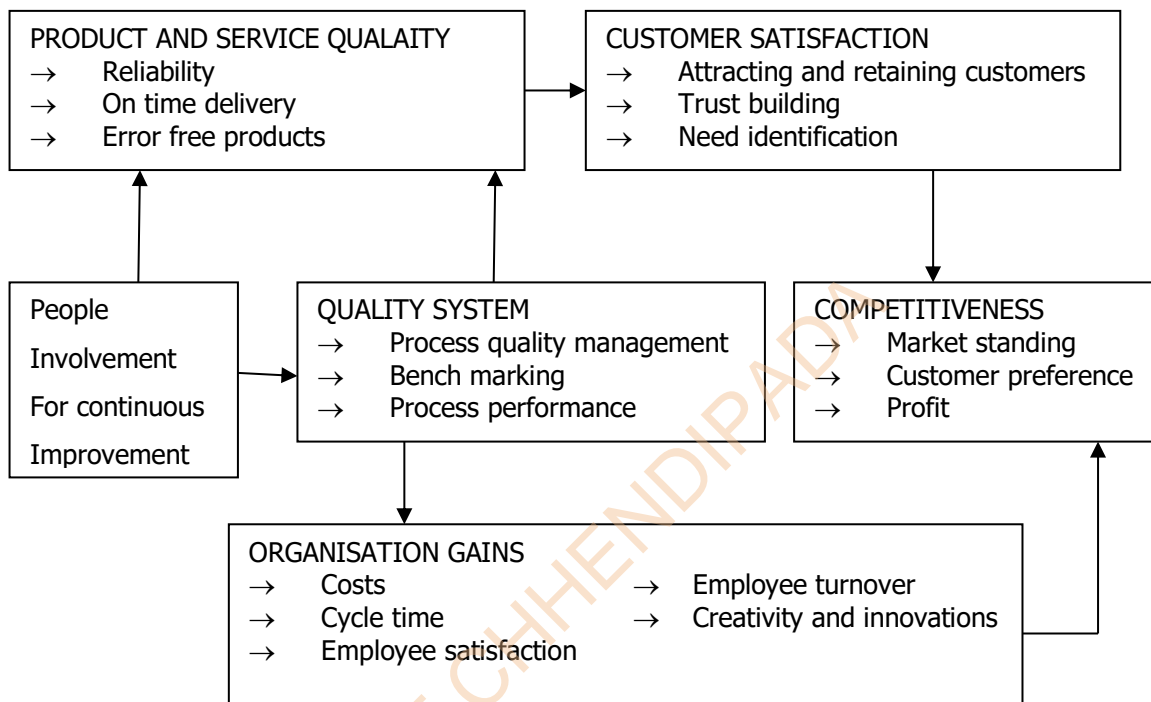 PRODUCT AND SERVICE QUALAITY
→ Reliability
→ On time delivery
→ Error free products
CUSTOMER SATISFACTION
→ Attracting and retaining customers
→ Trust building
→ Need identification
People
Involvement
For continuous
Improvement
QUALITY SYSTEM
→ Process quality management
→ Bench marking
→ Process performance
COMPETITIVENESS
→ Market standing
→ Customer preference
→ Profit
ORGANISATION GAINS
→ Costs
→ Cycle time
→ Employee satisfaction
→ Employee turnover
→ Creativity and innovations
CHHENDIPADA